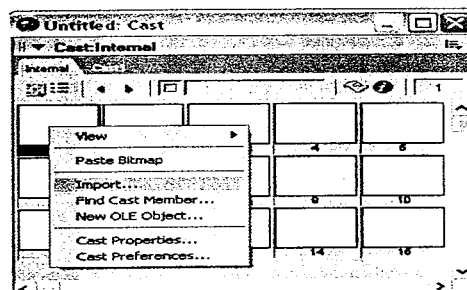 Untitled: Cast
Cast:Internal
Internal
1
View
4
5
Paste Bitmap
Import...
Find Cast Member...
9
10
New OLE Object...
Cast Properties...
14
15
Cast Preferences...